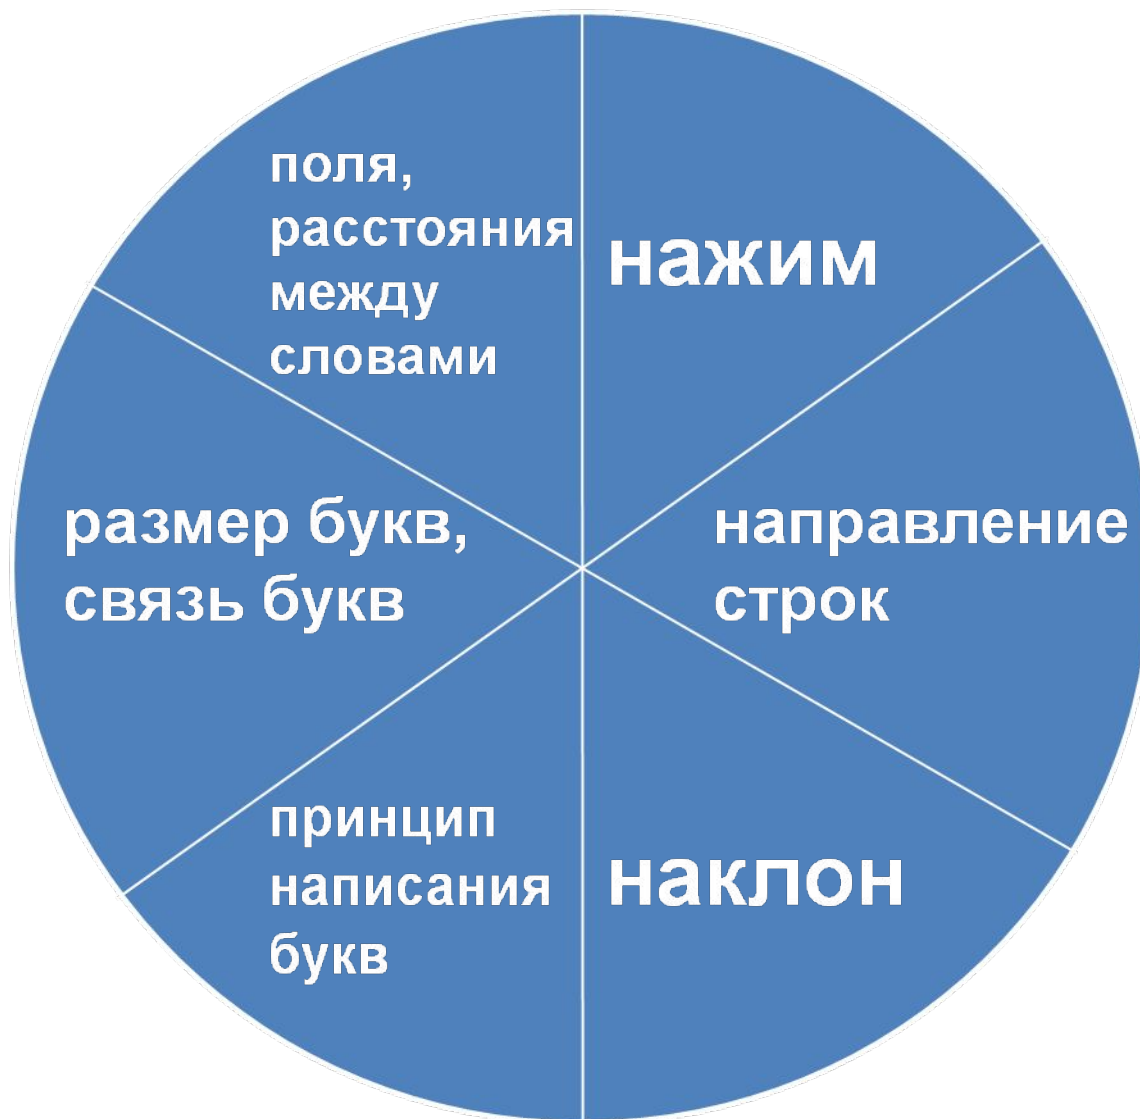 поля,
расстояния
между
словами
нажим
размер букв,
связь букв
направление
строк
принцип
написания
букв
наклон